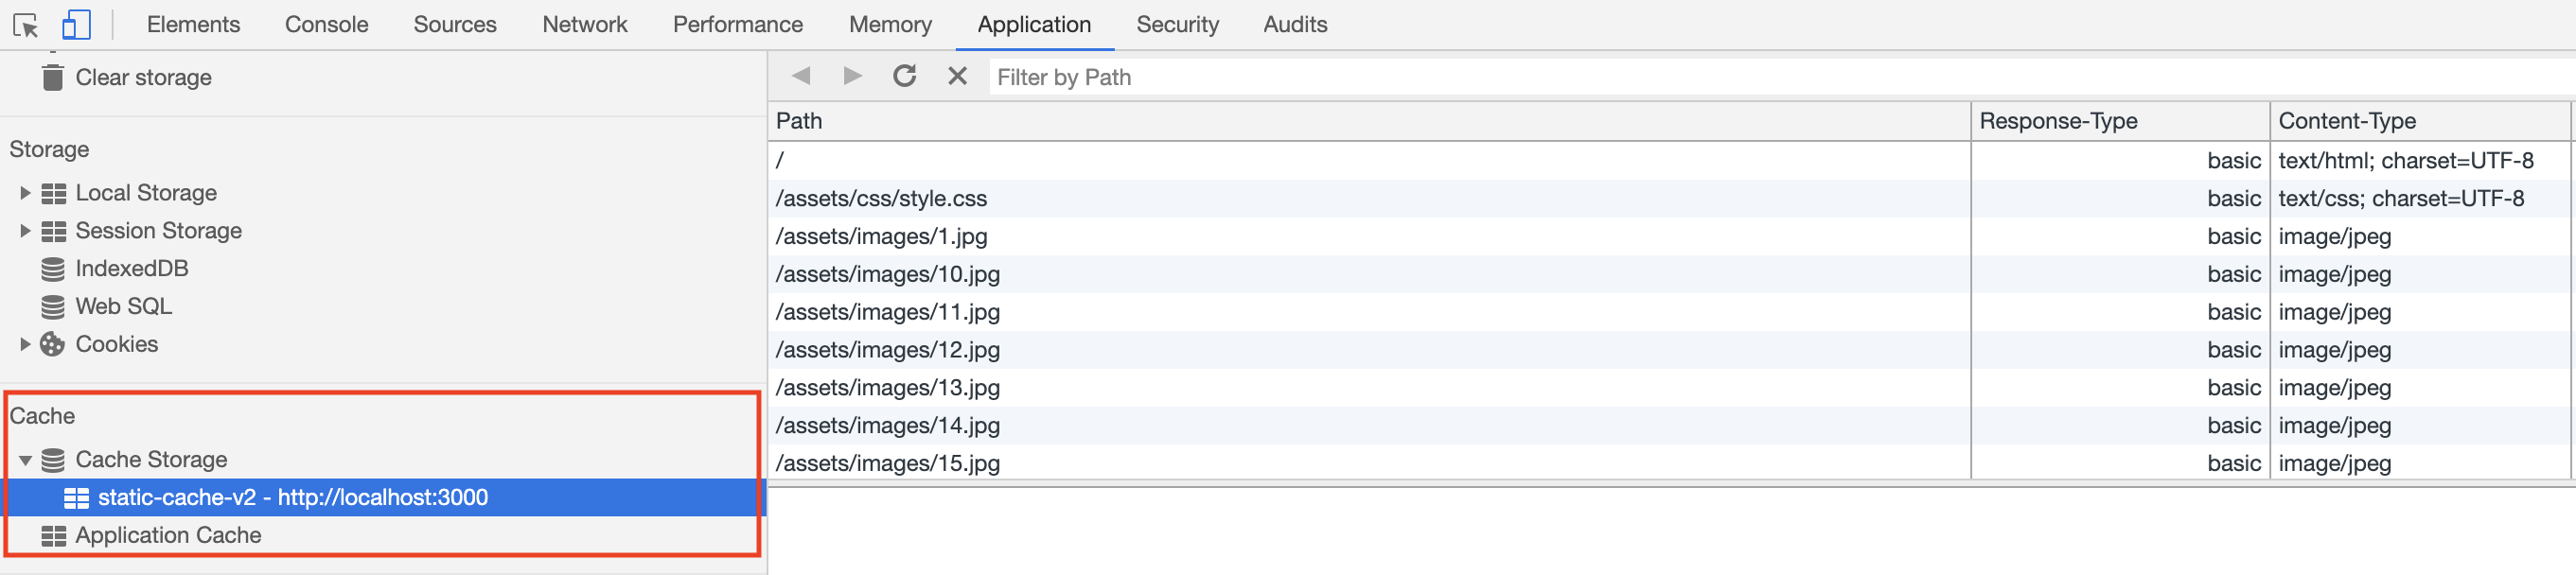 Elements Console Sources Network Performance Memory Application Security Audits
Clear storage
Storage
Local Storage
Session Storage
IndexedDB
Web SQL
Cookies
Cache
Cache Storage
static-cache-v2 - http://localhost:3000
Application Cache
Filter by Path
Path Response-Type Content-Type
/ basic text/html; charset=UTF-8
/assets/css/style.css basic text/css; charset=UTF-8
/assets/images/1.jpg basic image/jpeg
/assets/images/10.jpg basic image/jpeg
/assets/images/11.jpg basic image/jpeg
/assets/images/12.jpg basic image/jpeg
/assets/images/13.jpg basic image/jpeg
/assets/images/14.jpg basic image/jpeg
/assets/images/15.jpg basic image/jpeg